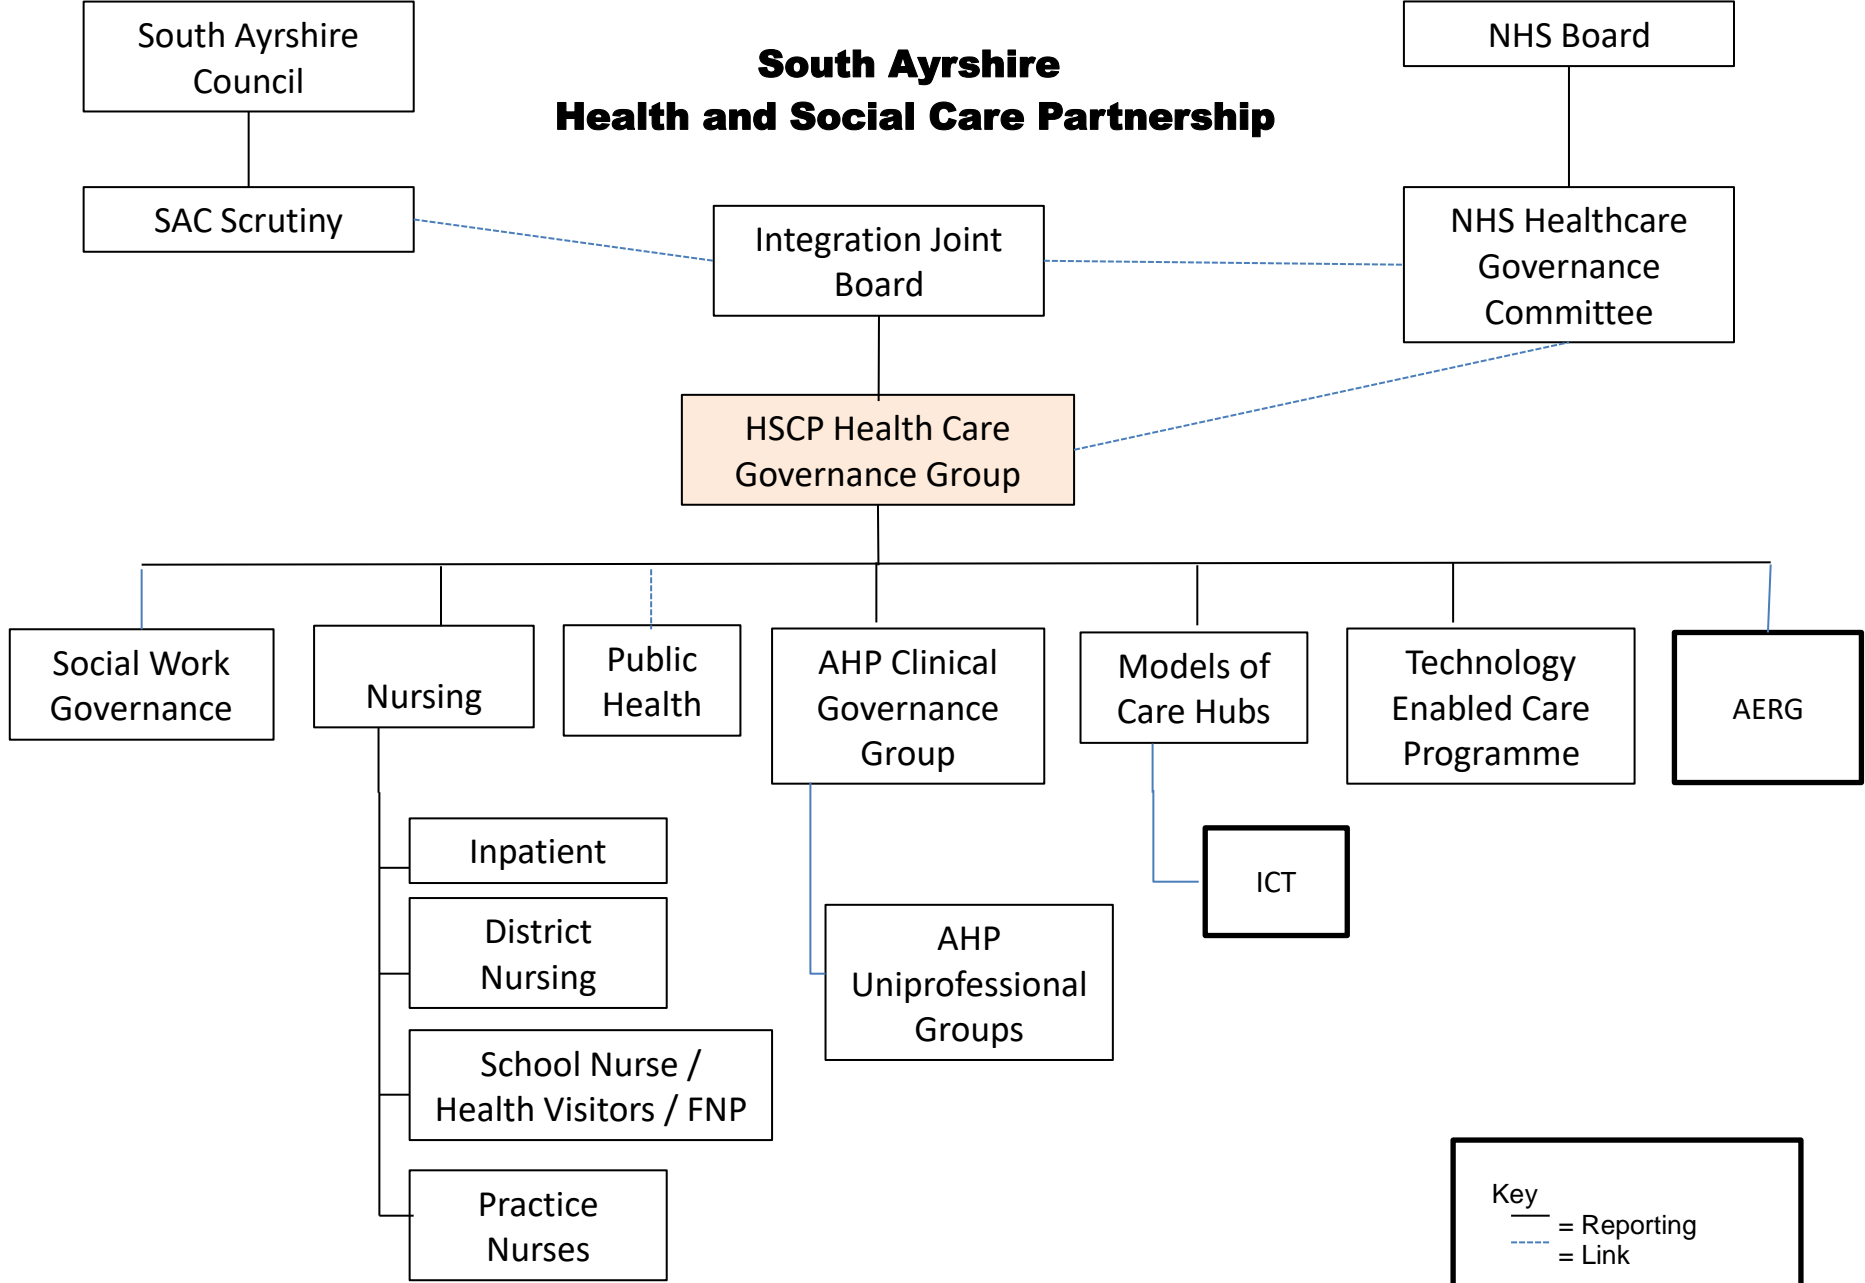 South Ayrshire
Council
South Ayrshire
Health and Social Care Partnership
NHS Board
SAC Scrutiny
Integration Joint
Board
NHS Healthcare
Governance
Committee
HSCP Health Care
Governance Group
Social Work
Governance
Nursing
Public
Health
AHP Clinical
Governance
Group
Models of
Care Hubs
Technology
Enabled Care
Programme
AERG
Inpatient
District
Nursing
School Nurse /
Health Visitors / FNP
Practice
Nurses
AHP
Uniprofessional
Groups
ICT
Key
= Reporting
= Link